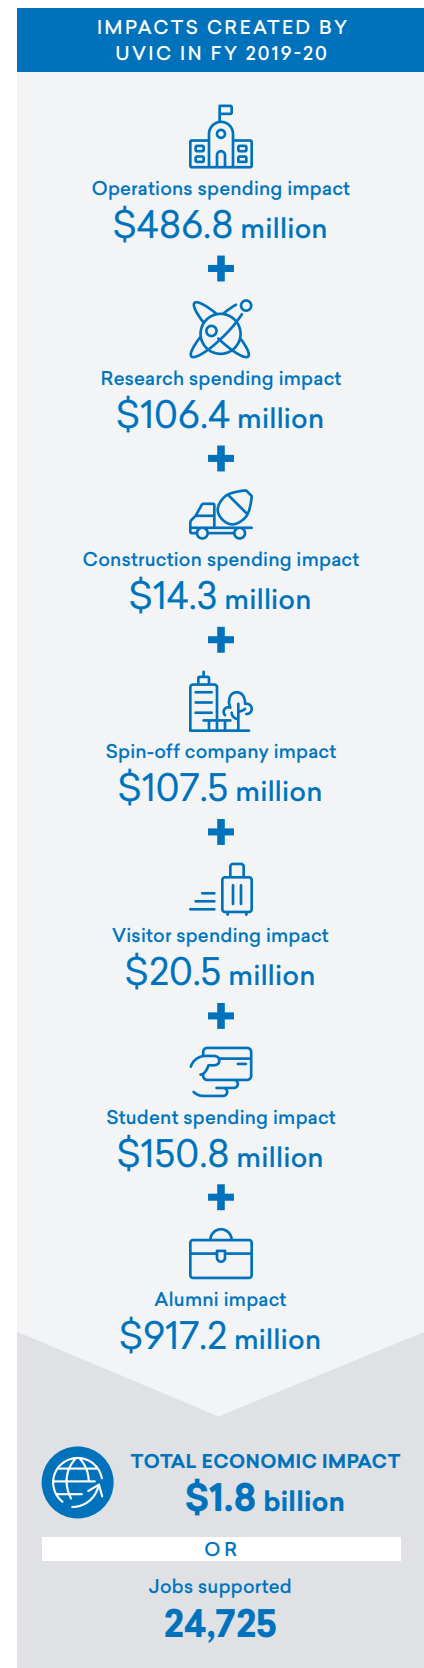 IMPACTS CREATED BY
UVIC IN FY 2019-20
Operations spending impact
$486.8 million
+
Research spending impact
$106.4 million
+
Construction spending impact
$14.3 million
+
Spin-off company impact
$107.5 million
+
Visitor spending impact
$20.5 million
+
Student spending impact
$150.8 million
+
Alumni impact
$917.2 million
TOTAL ECONOMIC IMPACT
$1.8 billion
OR
Jobs supported
24,725